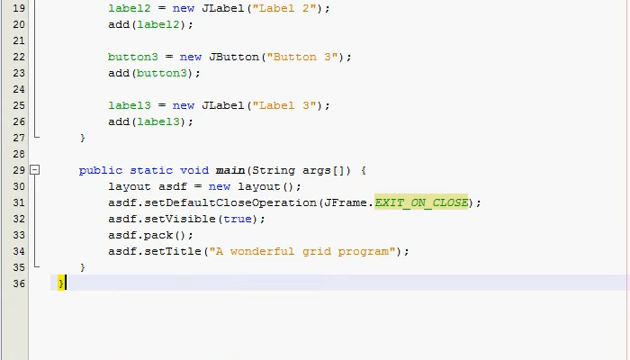 19 label2 = new JLabel("Label 2");
20 add(label2);
21
22 button3 = new JButton("Button 3");
23 add(button3);
24
25 label3 = new JLabel("Label 3");
26 add(label3);
27 }
28
29 public static void main(String args[]) {
30 layout asdf = new layout();
31 asdf.setDefaultCloseOperation(JFrame.EXIT_ON_CLOSE);
32 asdf.setVisible(true);
33 asdf.pack();
34 asdf.setTitle("A wonderful grid program");
35 }
36 }